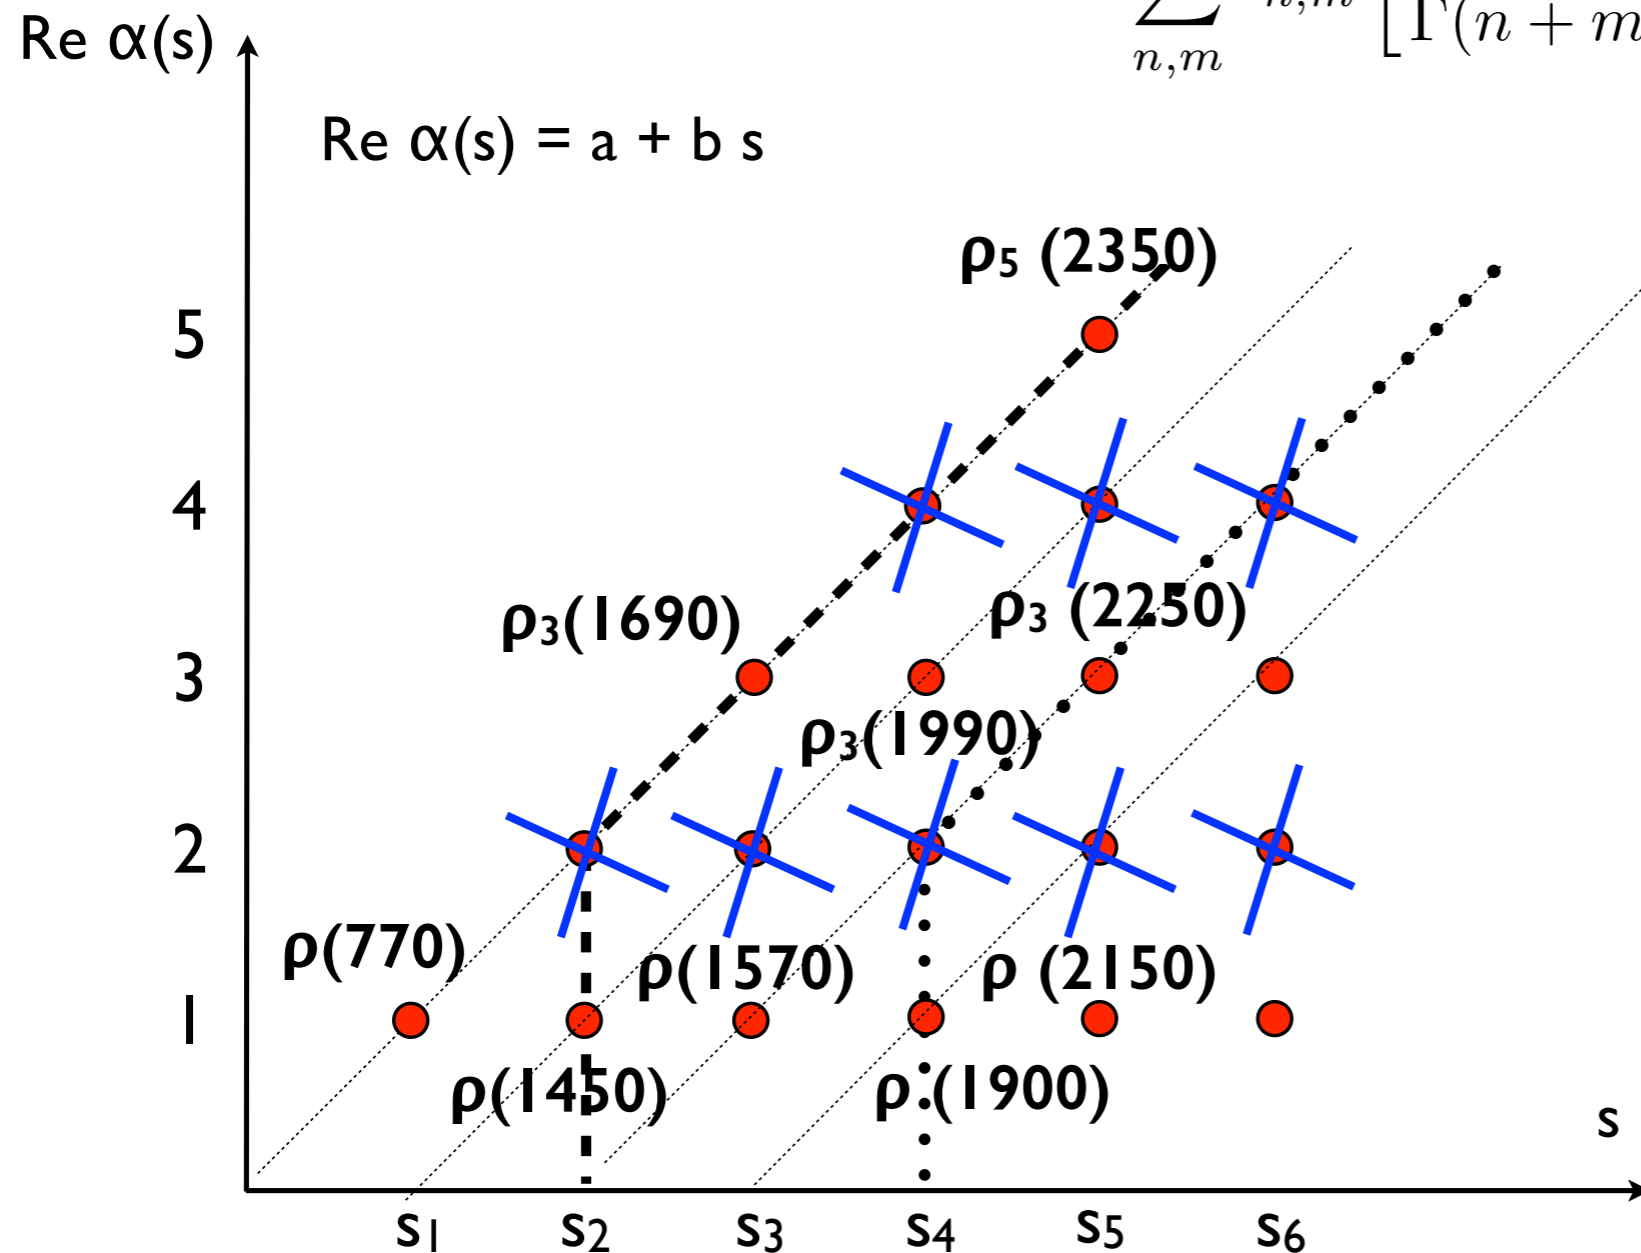 Re α(s)
∑ n,m [Γ(n + m
n,m
Re α(s) = a + b s
ρ₅ (2350)
5
4
ρ₃(1690)
ρ₃ (2250)
3
ρ₃(1990)
2
ρ(770)
ρ(1570)
ρ (2150)
1
ρ(1450)
ρ (1900)
s
s₁ s₂ s₃ s₄ s₅ s₆